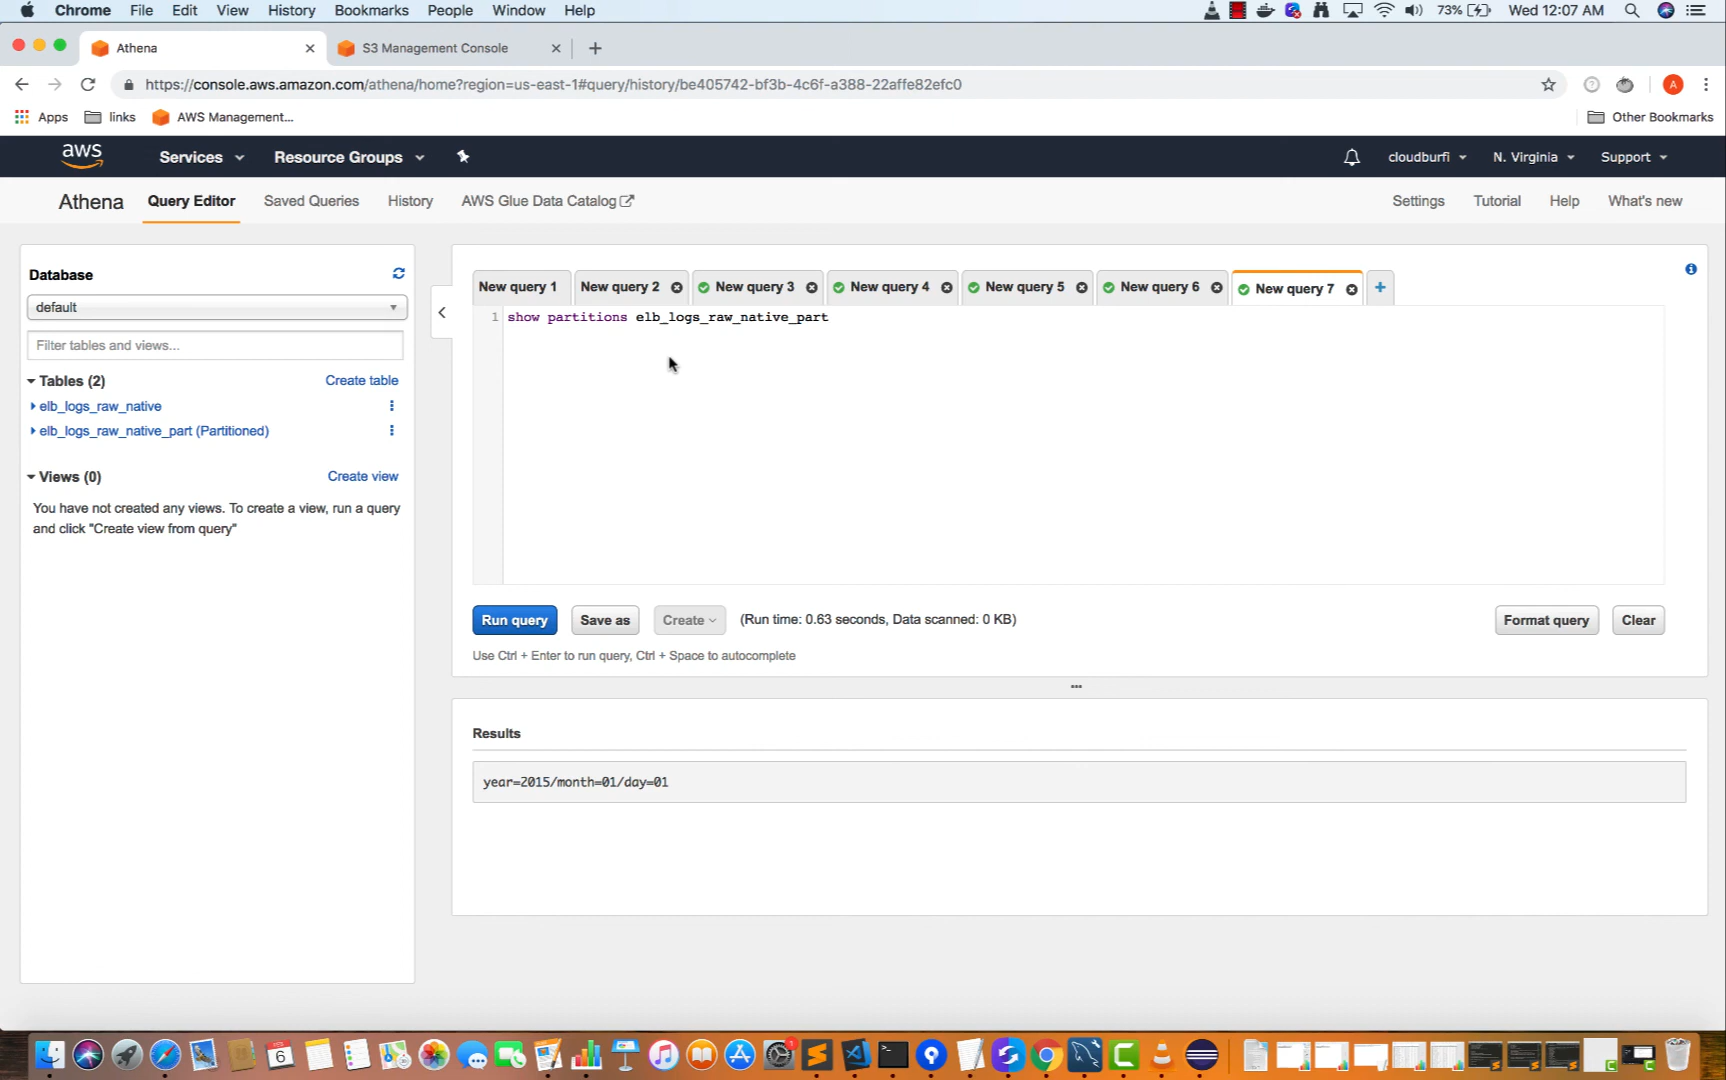 Chrome File Edit View History Bookmarks People Window Help 73% Wed 12:07 AM
Athena S3 Management Console
https://console.aws.amazon.com/athena/home?region=us-east-1#query/history/be405742-bf3b-4c6f-a388-22affe82efc0 A
Apps links AWS Management... Other Bookmarks
aws Services Resource Groups cloudburfi N. Virginia Support
Athena Query Editor Saved Queries History AWS Glue Data Catalog Settings Tutorial Help What's new
Database
default
Filter tables and views...
Tables (2) Create table
elb_logs_raw_native
elb_logs_raw_native_part (Partitioned)
Views (0) Create view
You have not created any views. To create a view, run a query
and click "Create view from query"
New query 1 New query 2 New query 3 New query 4 New query 5 New query 6 New query 7 +
1 show partitions elb_logs_raw_native_part
Run query Save as Create (Run time: 0.63 seconds, Data scanned: 0 KB) Format query Clear
Use Ctrl + Enter to run query, Ctrl + Space to autocomplete
Results
year=2015/month=01/day=01
6